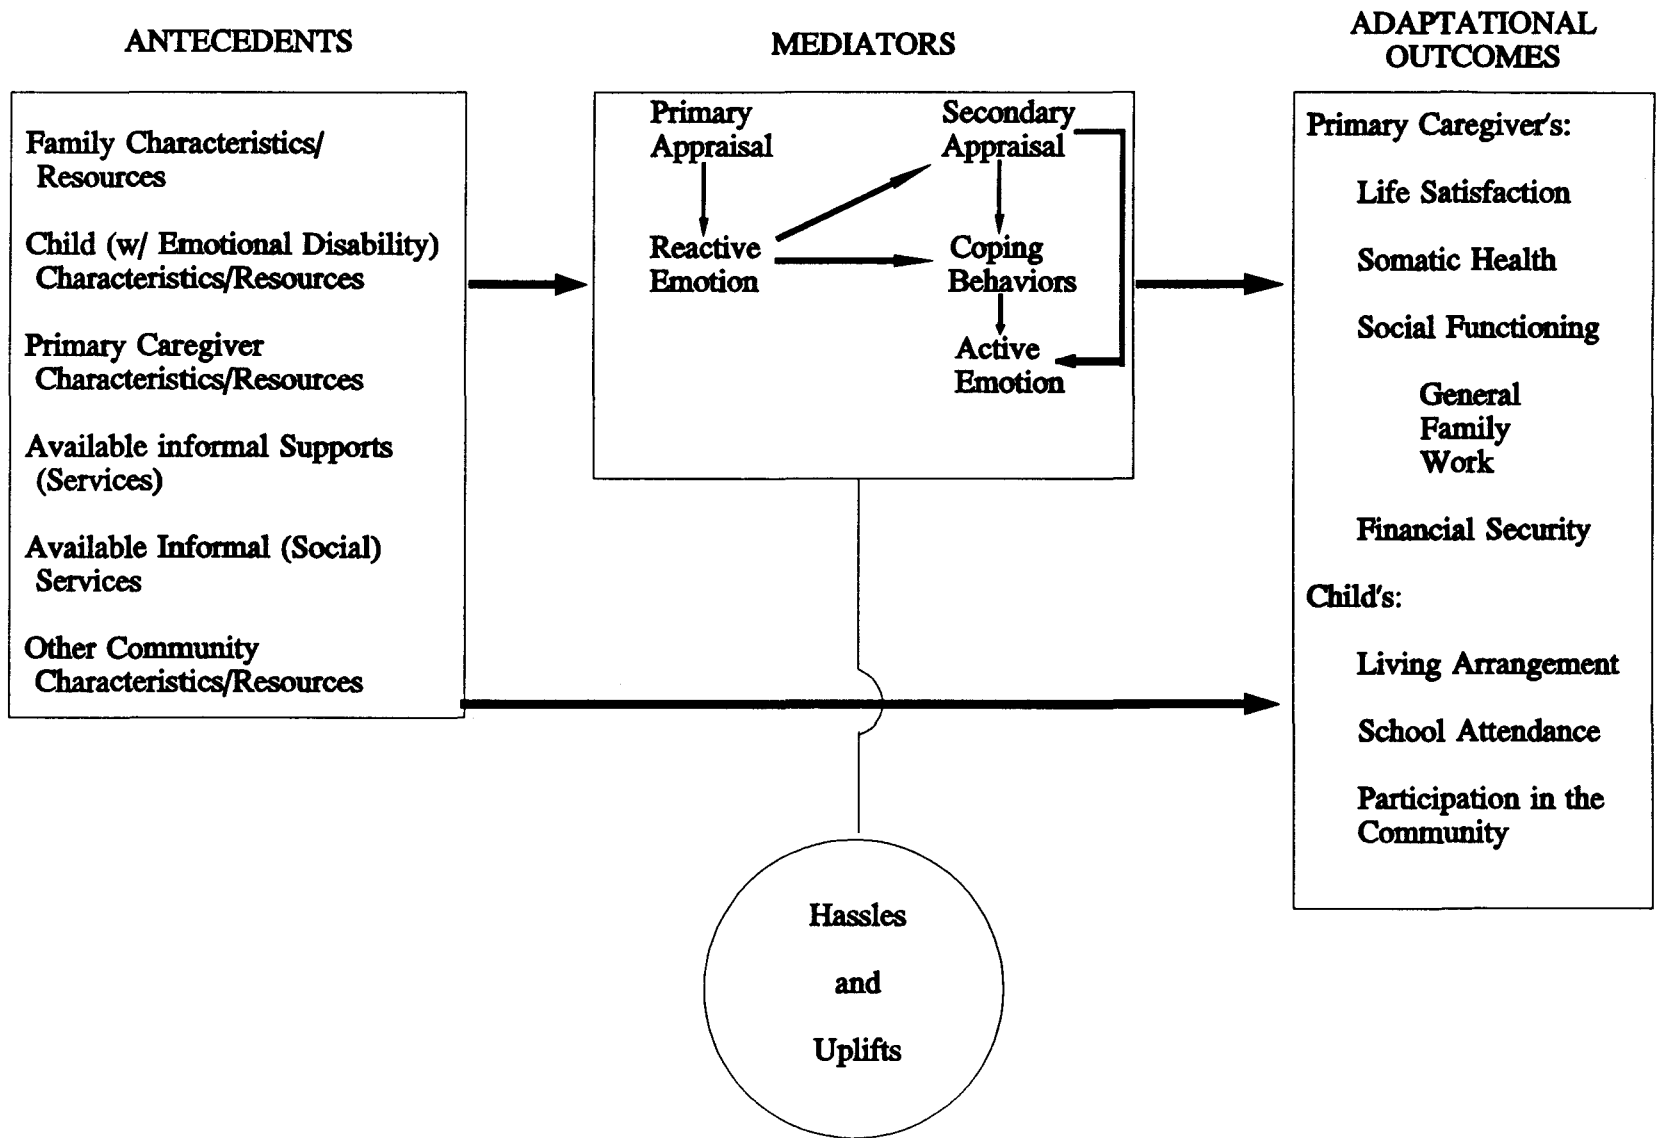 ANTECEDENTS
Family Characteristics/
Resources
Child (w/ Emotional Disability)
Characteristics/Resources
Primary Caregiver
Characteristics/Resources
Available informal Supports
(Services)
Available Informal (Social)
Services
Other Community
Characteristics/Resources
MEDIATORS
Primary
Appraisal
Secondary
Appraisal
Reactive
Emotion
Coping
Behaviors
Active
Emotion
Hassles
and
Uplifts
ADAPTATIONAL
OUTCOMES
Primary Caregiver's:
Life Satisfaction
Somatic Health
Social Functioning
General
Family
Work
Financial Security
Child's:
Living Arrangement
School Attendance
Participation in the
Community